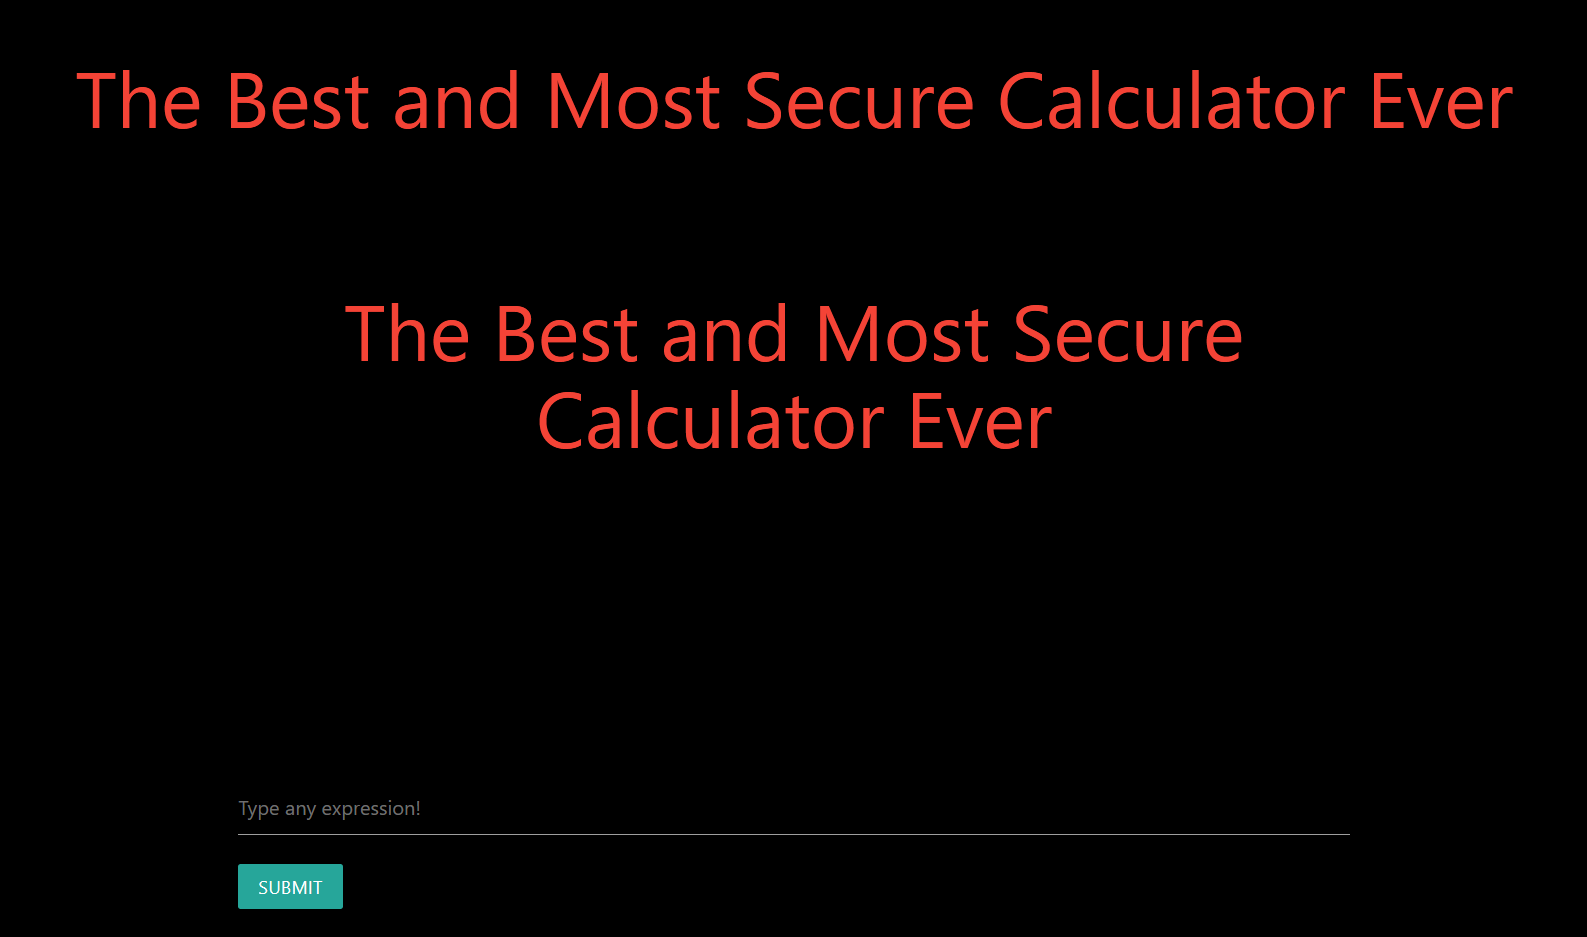 The Best and Most Secure Calculator Ever
The Best and Most Secure
Calculator Ever
Type any expression!
SUBMIT